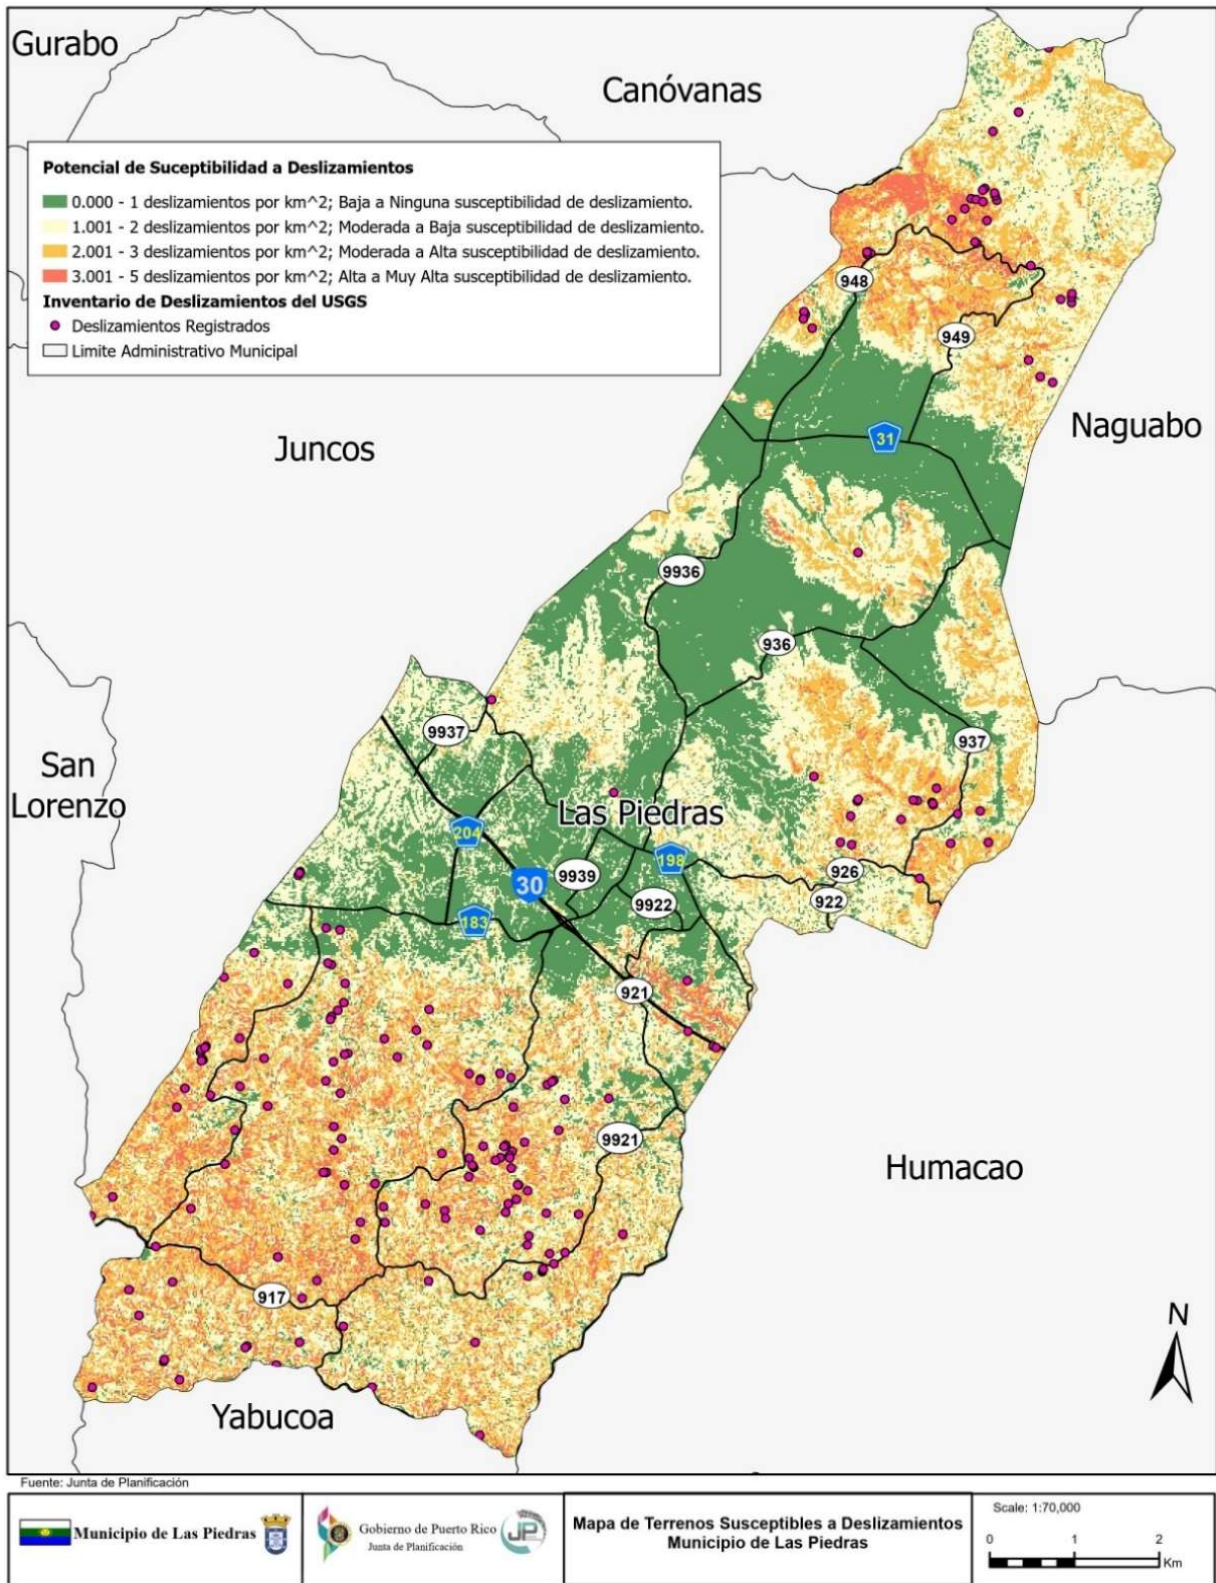 Gurabo
Canóvanas
Potencial de Suceptibilidad a Deslizamientos
0.000 - 1 deslizamientos por km^2; Baja a Ninguna susceptibilidad de deslizamiento.
1.001 - 2 deslizamientos por km^2; Moderada a Baja susceptibilidad de deslizamiento.
2.001 - 3 deslizamientos por km^2; Moderada a Alta susceptibilidad de deslizamiento.
3.001 - 5 deslizamientos por km^2; Alta a Muy Alta susceptibilidad de deslizamiento.
Inventario de Deslizamientos del USGS
Deslizamientos Registrados
Limite Administrativo Municipal
948
949
Naguabo
31
Juncos
9936
936
9937
937
San
Lorenzo
Las Piedras
204
198
9939
926
30
922
9922
183
921
9921
Humacao
917
N
Yabucoa
Fuente: Junta de Planificación
Municipio de Las Piedras
Gobierno de Puerto Rico
Junta de Planificación
JP
Mapa de Terrenos Susceptibles a Deslizamientos
Municipio de Las Piedras
Scale: 1:70,000
0 1 2
Km